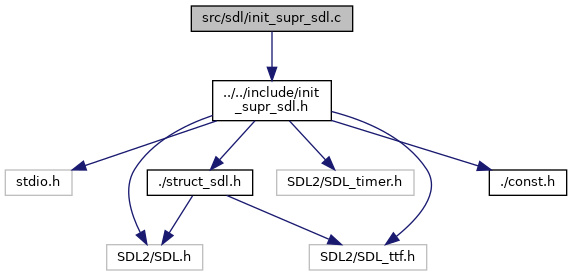 src/sdl/init_supr_sdl.c
../../include/init
_supr_sdl.h
stdio.h
./struct_sdl.h
SDL2/SDL_timer.h
./const.h
SDL2/SDL.h
SDL2/SDL_ttf.h